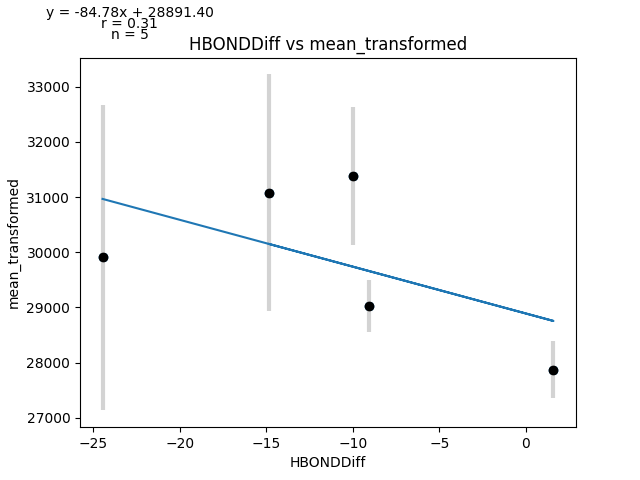 y = -84.78x + 28891.40
r = 0.31
n = 5
HBONDDiff vs mean_transformed
33000
32000
31000
30000
29000
28000
27000
mean_transformed
−25
−20
−15
−10
−5
0
HBONDDiff